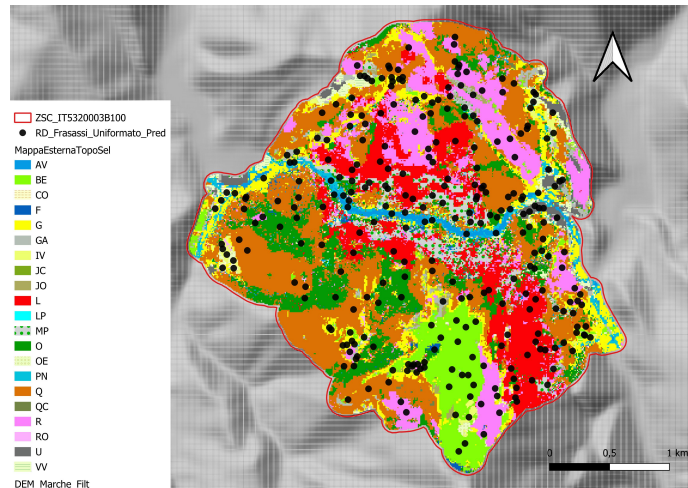 ZSC_IT5320003B100
RD_Frasassi_Uniformato_Pred
MappaEsternaTopoSel
AV
BE
CO
F
G
GA
IV
JC
JO
L
LP
MP
O
OE
PN
Q
QC
R
RO
U
VV
DEM_Marche_Filt
0 0,5 1 km